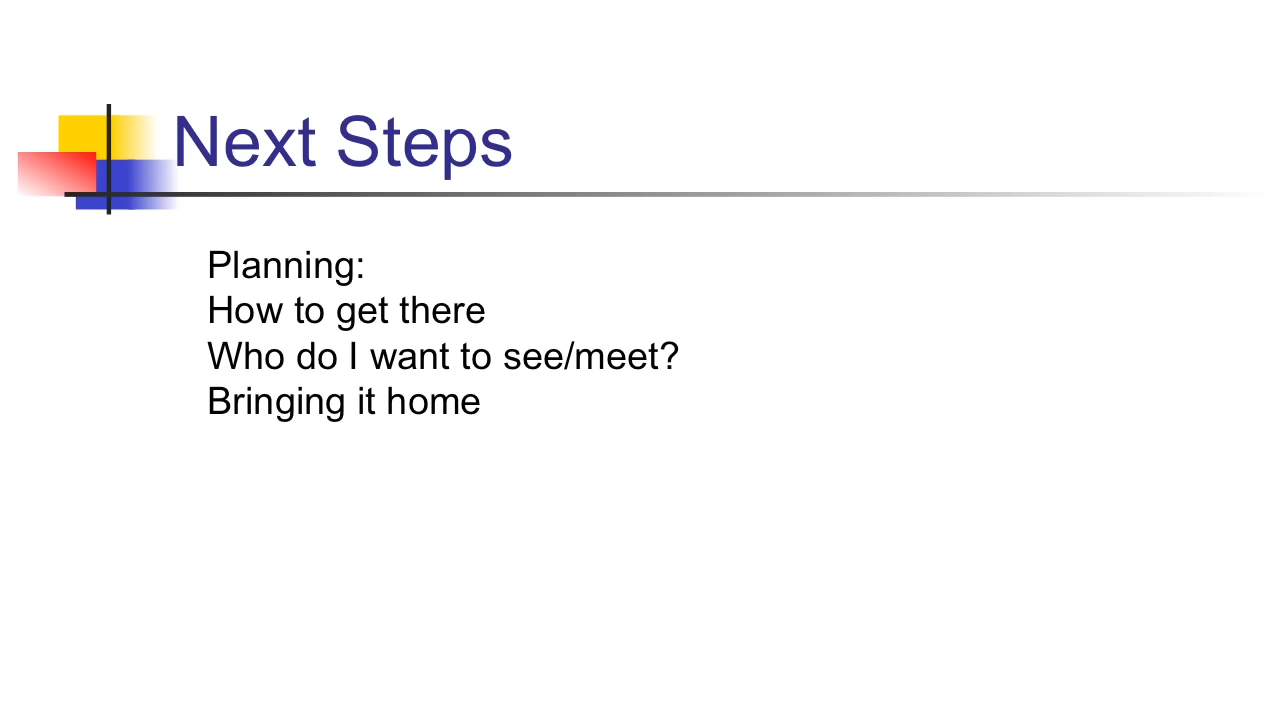 Next Steps
Planning:
How to get there
Who do I want to see/meet?
Bringing it home